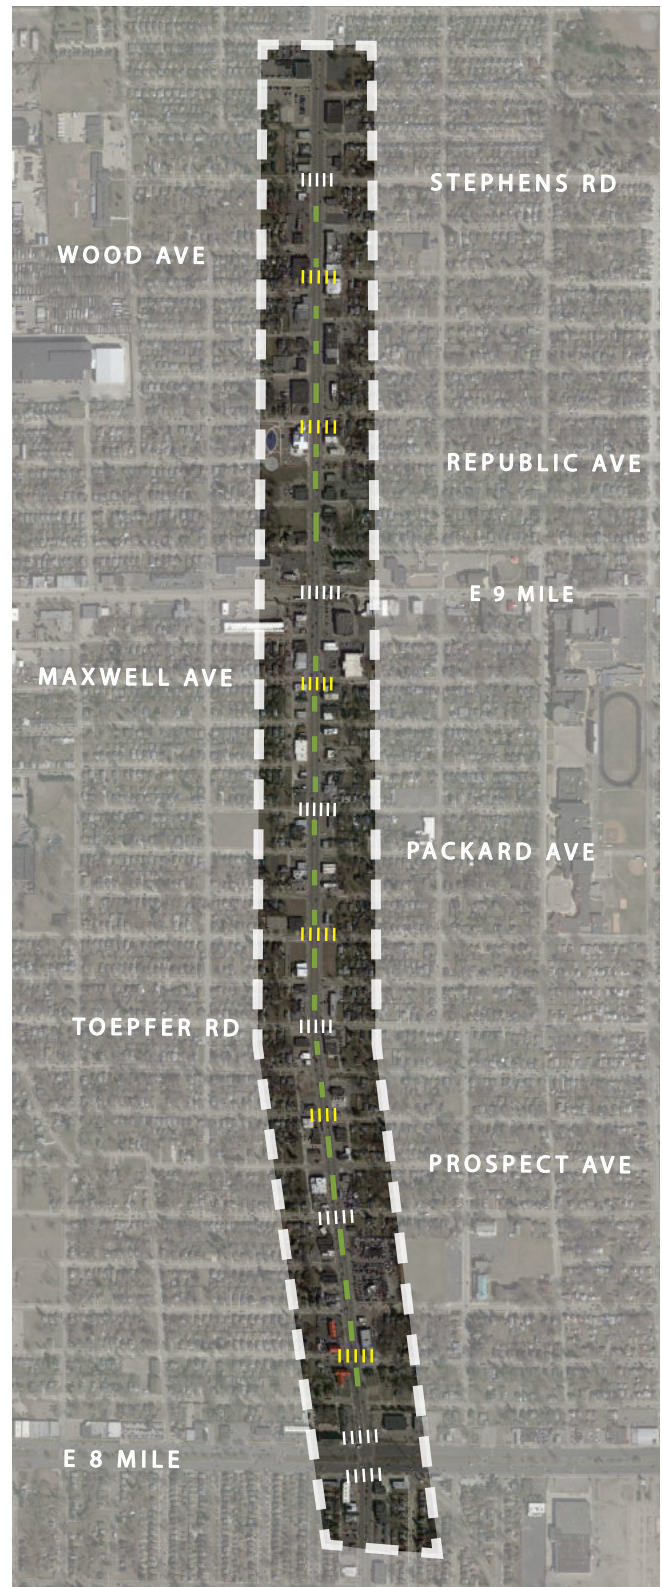 STEPHENS RD
WOOD AVE
REPUBLIC AVE
E 9 MILE
MAXWELL AVE
PACKARD AVE
TOEPFER RD
PROSPECT AVE
E 8 MILE